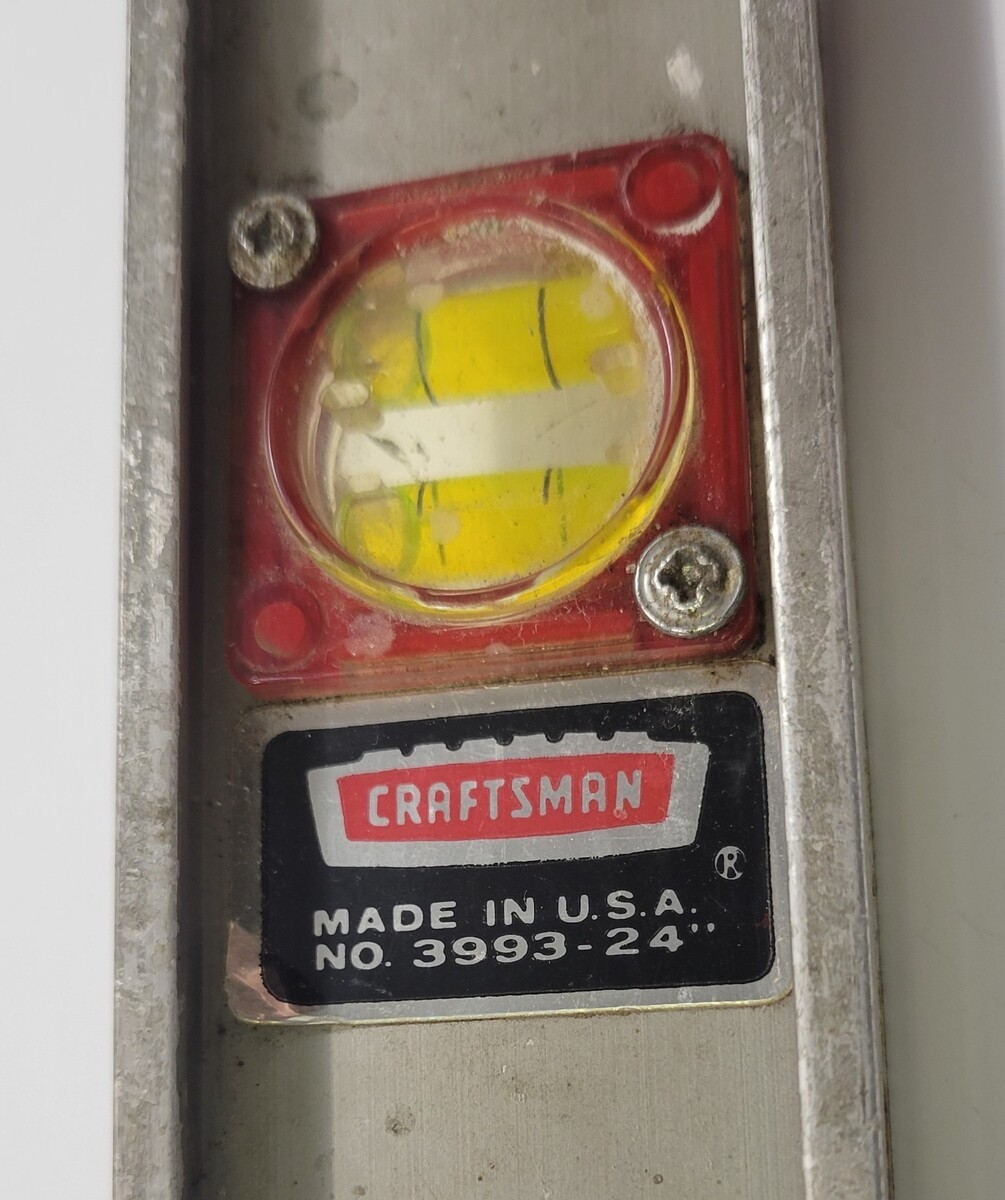 CRAFTSMAN
®
MADE IN U.S.A.
NO. 3993-24"